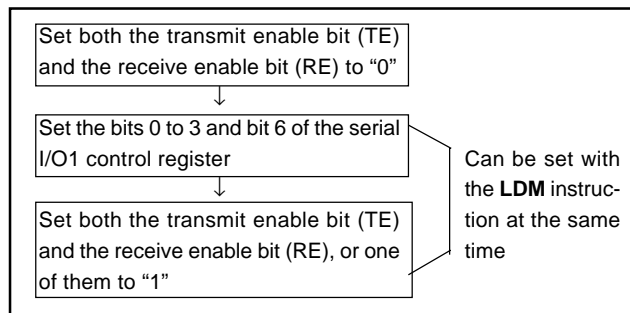 Set both the transmit enable bit (TE)
and the receive enable bit (RE) to “0”
Set the bits 0 to 3 and bit 6 of the serial
I/O1 control register
Set both the transmit enable bit (TE)
and the receive enable bit (RE), or one
of them to “1”
Can be set with
the LDM instruc-
tion at the same
time